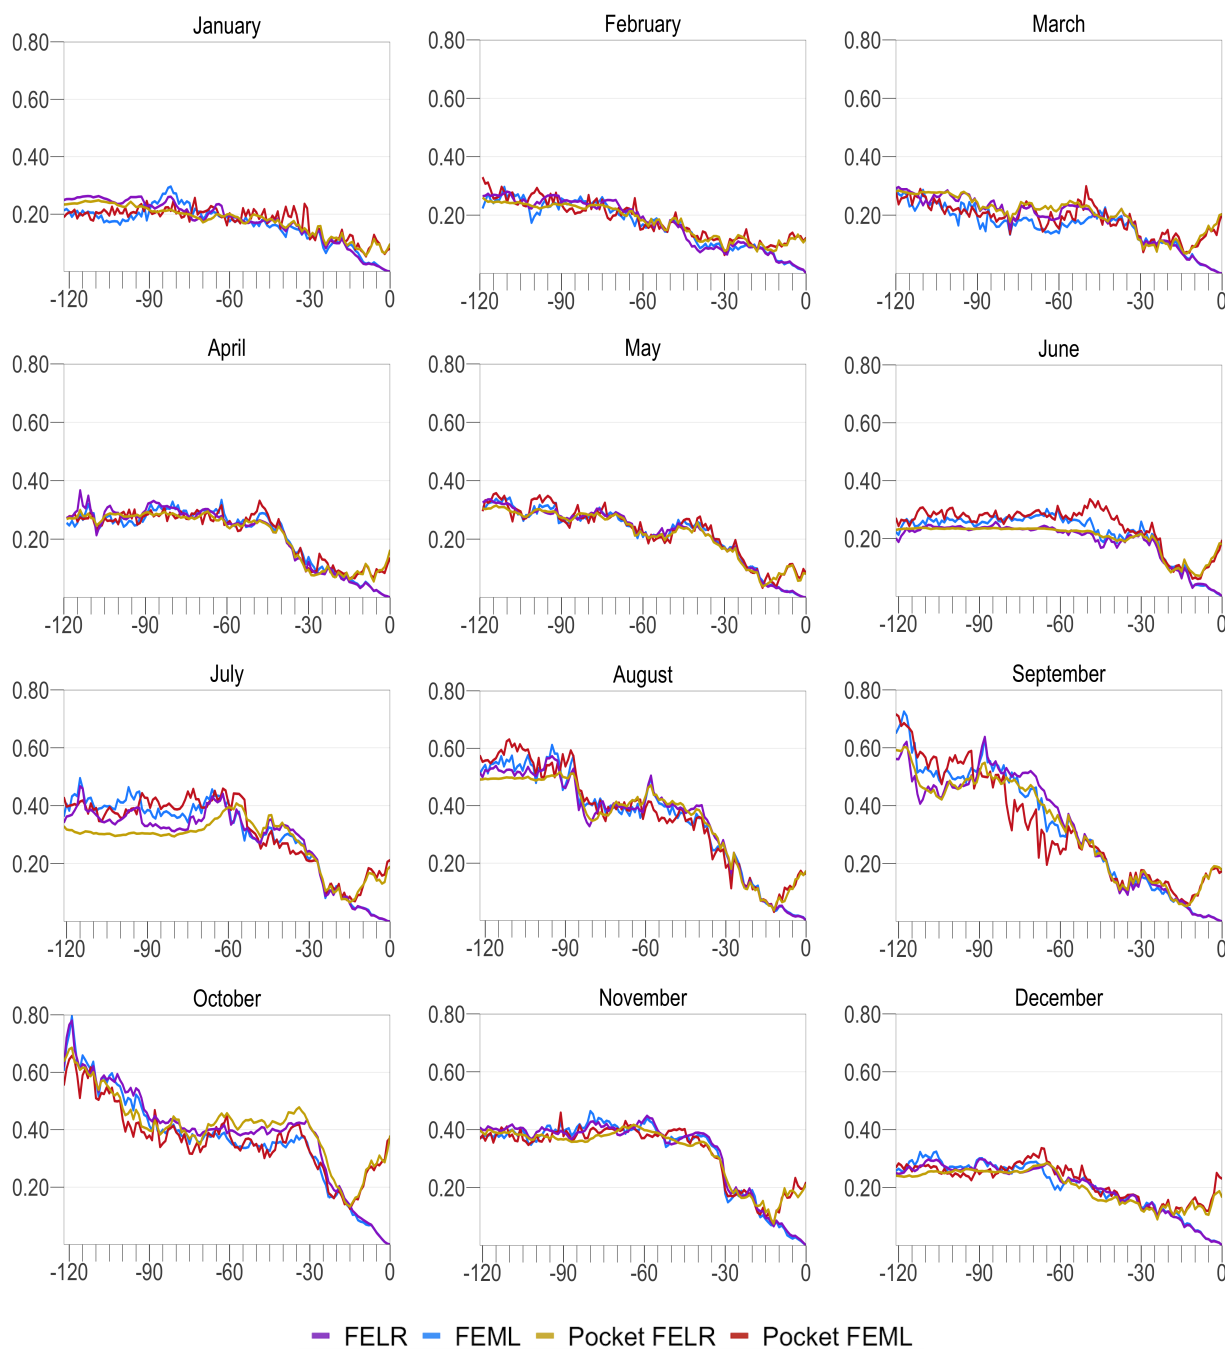 January February March
0.80 0.80 0.80
0.60 0.60 0.60
0.40 0.40 0.40
0.20 0.20 0.20
-120 -90 -60 -30 0 -120 -90 -60 -30 0 -120 -90 -60 -30 0
April May June
0.80 0.80 0.80
0.60 0.60 0.60
0.40 0.40 0.40
0.20 0.20 0.20
-120 -90 -60 -30 0 -120 -90 -60 -30 0 -120 -90 -60 -30 0
July August September
0.80 0.80 0.80
0.60 0.60 0.60
0.40 0.40 0.40
0.20 0.20 0.20
-120 -90 -60 -30 0 -120 -90 -60 -30 0 -120 -90 -60 -30 0
October November December
0.80 0.80 0.80
0.60 0.60 0.60
0.40 0.40 0.40
0.20 0.20 0.20
-120 -90 -60 -30 0 -120 -90 -60 -30 0 -120 -90 -60 -30 0
FELR FEML Pocket FELR Pocket FEML